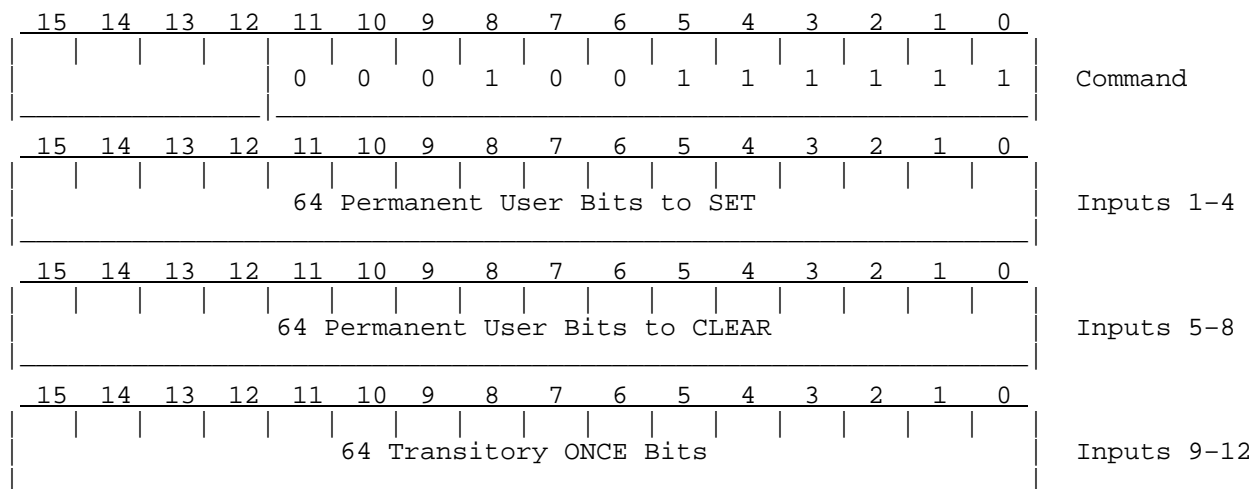 15 14 13 12 11 10 9 8 7 6 5 4 3 2 1 0
0 0 0 1 0 0 1 1 1 1 1 1 Command
15 14 13 12 11 10 9 8 7 6 5 4 3 2 1 0
64 Permanent User Bits to SET Inputs 1-4
15 14 13 12 11 10 9 8 7 6 5 4 3 2 1 0
64 Permanent User Bits to CLEAR Inputs 5-8
15 14 13 12 11 10 9 8 7 6 5 4 3 2 1 0
64 Transitory ONCE Bits Inputs 9-12